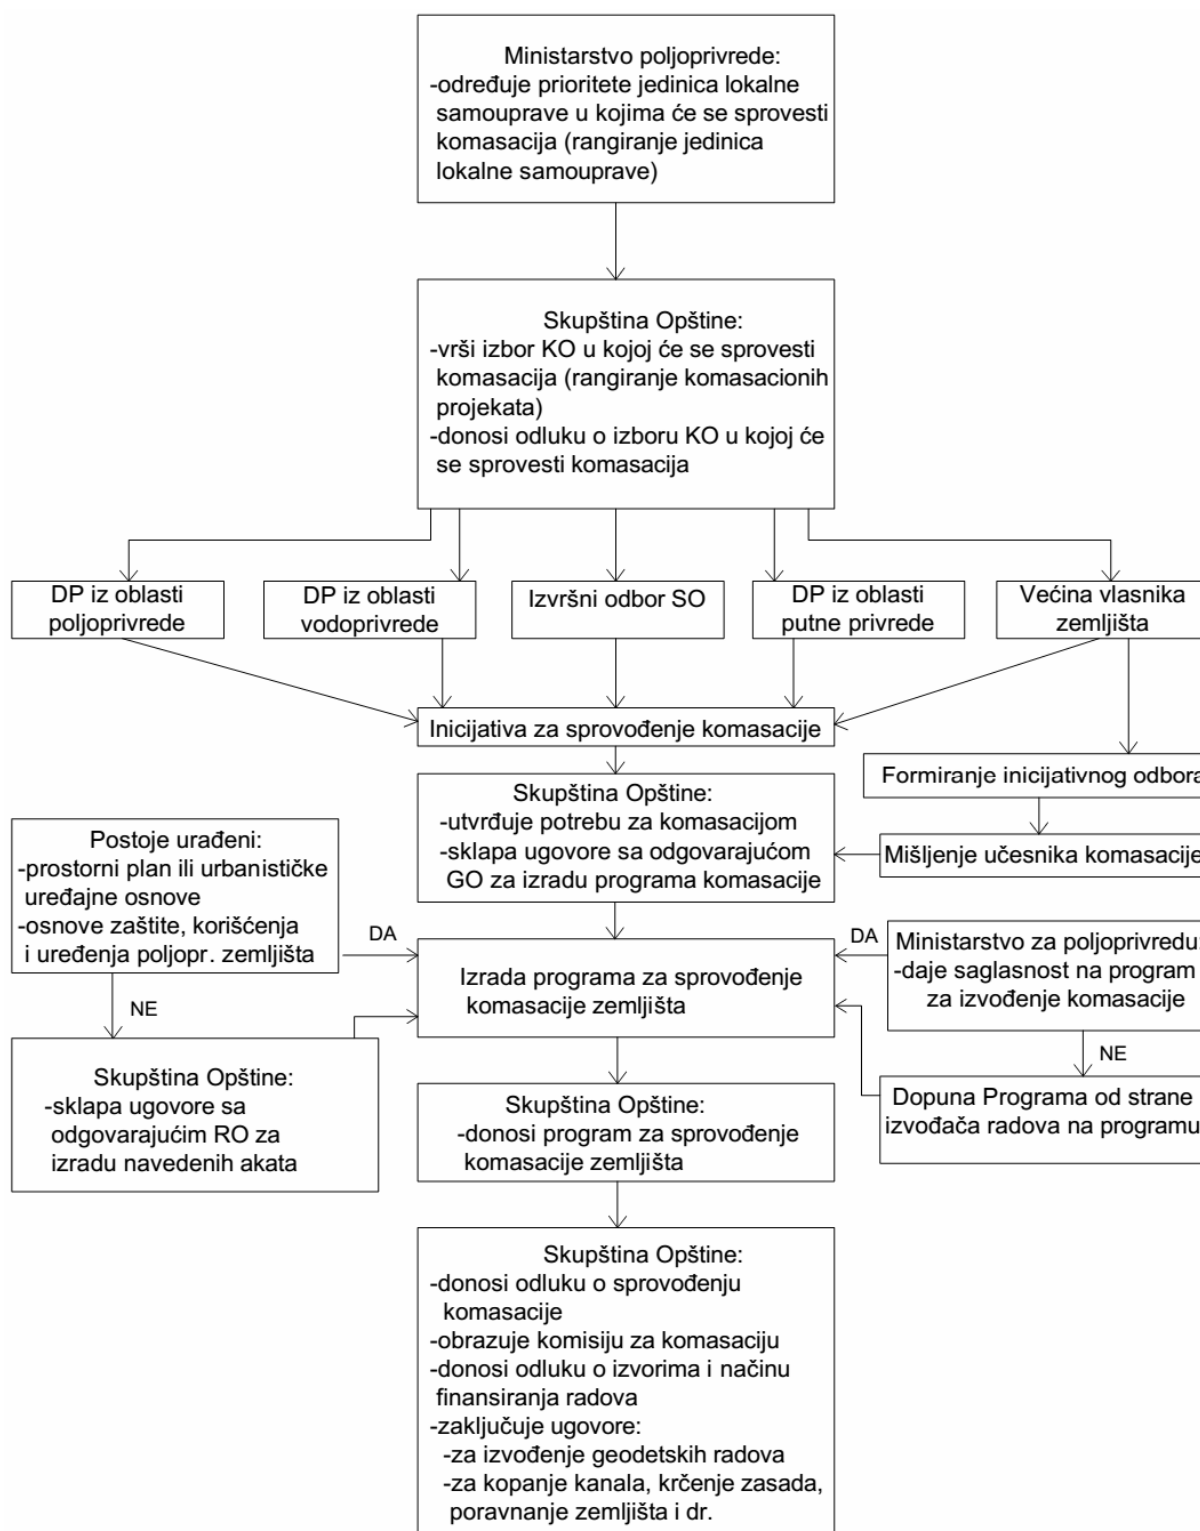 Ministarstvo poljoprivrede:
-određuje prioritete jedinica lokalne
samouprave u kojima će se sprovesti
komasacija (rangiranje jedinica
lokalne samouprave)
Skupština Opštine:
-vrši izbor KO u kojoj će se sprovesti
komasacija (rangiranje komasacionih
projekata)
-donosi odluku o izboru KO u kojoj će
se sprovesti komasacija
DP iz oblasti
poljoprivrede
DP iz oblasti
vodoprivrede
Izvršni odbor SO
DP iz oblasti
putne privrede
Većina vlasnika
zemljišta
Inicijativa za sprovođenje komasacije
Formiranje inicijativnog odbora
Skupština Opštine:
-utvrđuje potrebu za komasacijom
-sklapa ugovore sa odgovarajućom
GO za izradu programa komasacije
Mišljenje učesnika komasacije
Postoje urađeni:
-prostorni plan ili urbanističke
uređajne osnove
-osnove zaštite, korišćenja
i uređenja poljopr. zemljišta
DA
NE
Izrada programa za sprovođenje
komasacije zemljišta
DA
Ministarstvo za poljoprivredu:
-daje saglasnost na program
za izvođenje komasacije
NE
Skupština Opštine:
-sklapa ugovore sa
odgovarajućim RO za
izradu navedenih akata
Skupština Opštine:
-donosi program za sprovođenje
komasacije zemljišta
Dopuna Programa od strane
izvođača radova na programu
Skupština Opštine:
-donosi odluku o sprovođenju
komasacije
-obrazuje komisiju za komasaciju
-donosi odluku o izvorima i načinu
finansiranja radova
-zaključuje ugovore:
-za izvođenje geodetskih radova
-za kopanje kanala, krčenje zasada,
poravnanje zemljišta i dr.